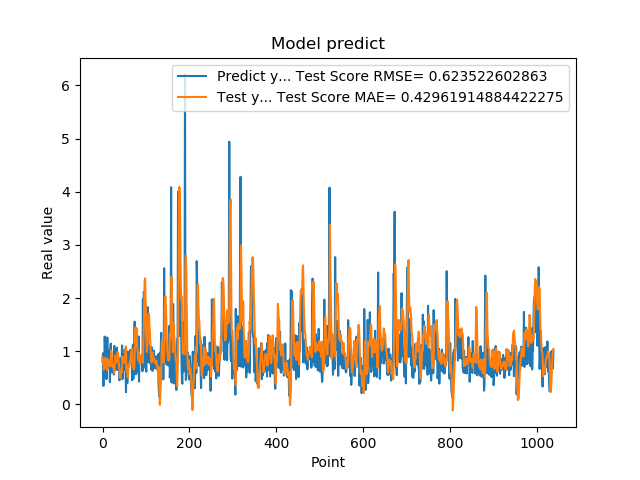 Model predict
Predict y... Test Score RMSE= 0.623522602863
Test y... Test Score MAE= 0.42961914884422275
6
5
4
3
2
1
0
Real value
0 200 400 600 800 1000
Point